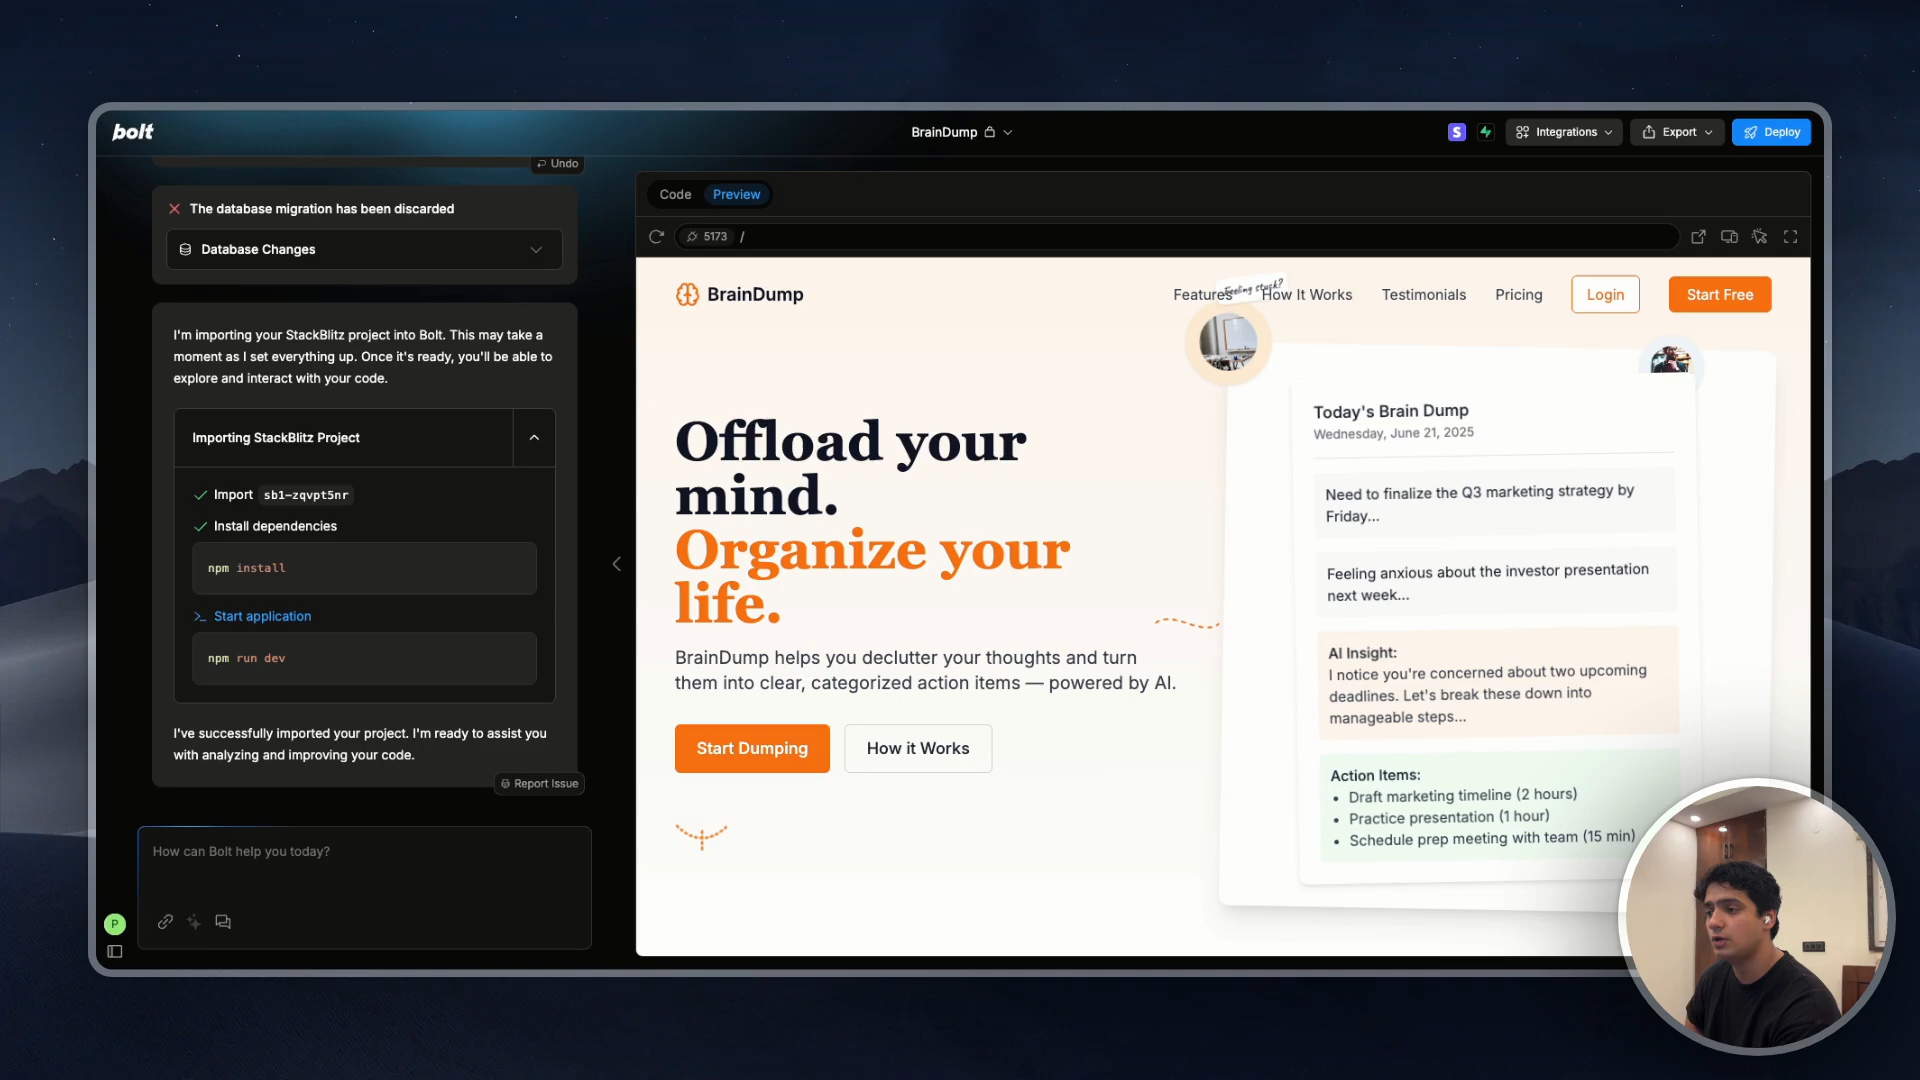 bolt
BrainDump
S
Integrations
Export
Deploy
Undo
The database migration has been discarded
Database Changes
I'm importing your StackBlitz project into Bolt. This may take a
moment as I set everything up. Once it's ready, you'll be able to
explore and interact with your code.
Importing StackBlitz Project
Import sb1-zqvpt5nr
Install dependencies
npm install
Start application
npm run dev
I've successfully imported your project. I'm ready to assist you
with analyzing and improving your code.
Report Issue
How can Bolt help you today?
P
Code
Preview
5173 /
BrainDump
Features
Feeling stuck?
How It Works
Testimonials
Pricing
Login
Start Free
Offload your
mind.
Organize your
life.
BrainDump helps you declutter your thoughts and turn
them into clear, categorized action items — powered by AI.
Start Dumping
How it Works
Today's Brain Dump
Wednesday, June 21, 2025
Need to finalize the Q3 marketing strategy by
Friday...
Feeling anxious about the investor presentation
next week...
AI Insight:
I notice you're concerned about two upcoming
deadlines. Let's break these down into
manageable steps...
Action Items:
• Draft marketing timeline (2 hours)
• Practice presentation (1 hour)
• Schedule prep meeting with team (15 min)